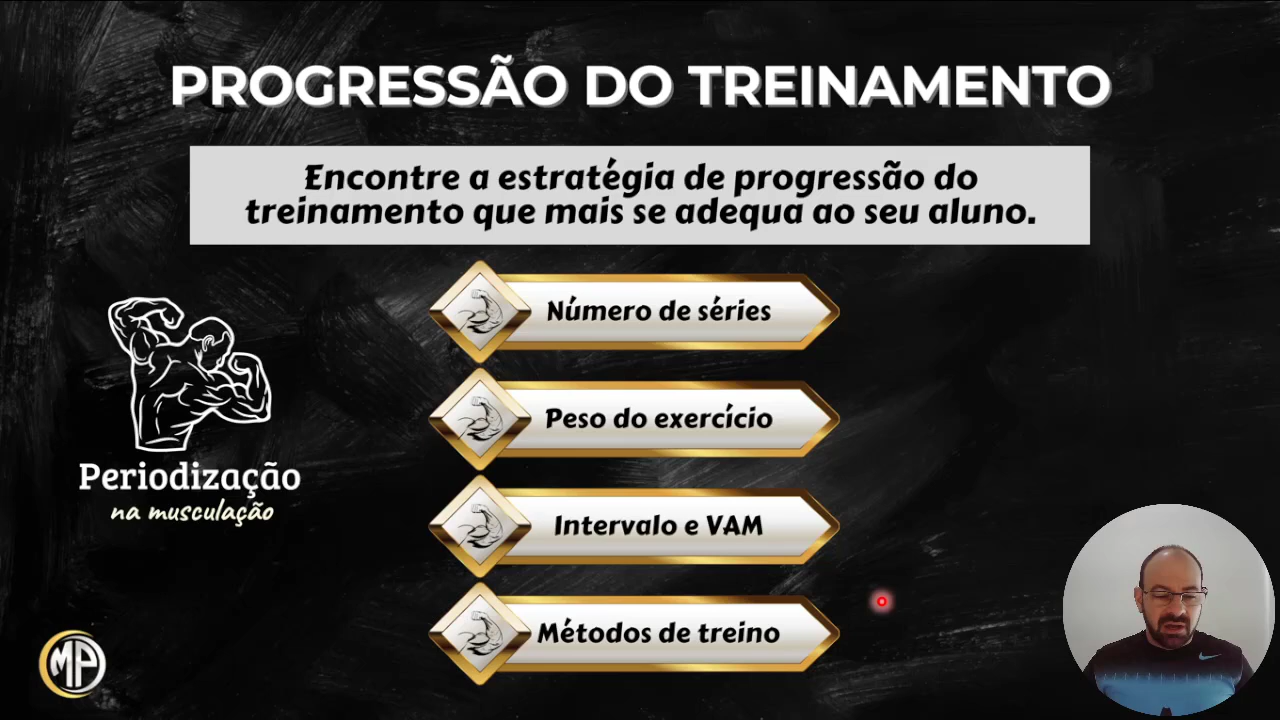 PROGRESSÃO DO TREINAMENTO
Encontre a estratégia de progressão do
treinamento que mais se adequa ao seu aluno.
Número de séries
Peso do exercício
Intervalo e VAM
Métodos de treino
Periodização
na musculação
MP